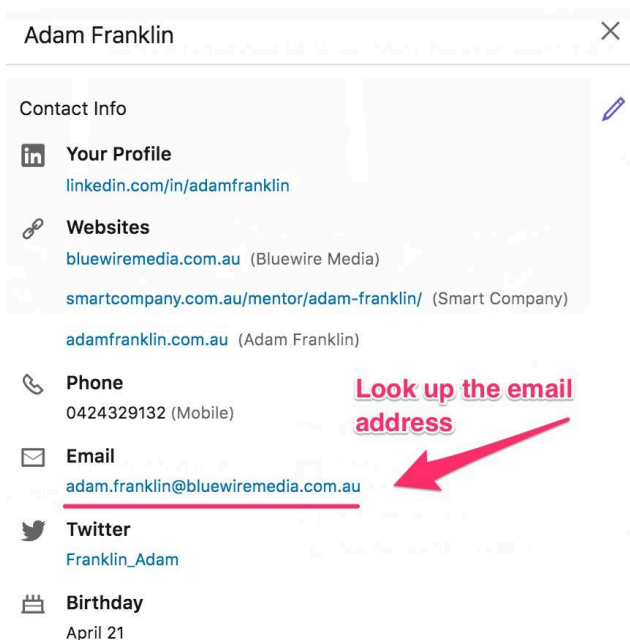 Adam Franklin
Contact Info
Your Profile
linkedin.com/in/adamfranklin
Websites
bluewiremedia.com.au (Bluewire Media)
smartcompany.com.au/mentor/adam-franklin/ (Smart Company)
adamfranklin.com.au (Adam Franklin)
Phone
0424329132 (Mobile)
Look up the email
address
Email
adam.franklin@bluewiremedia.com.au
Twitter
Franklin_Adam
Birthday
April 21